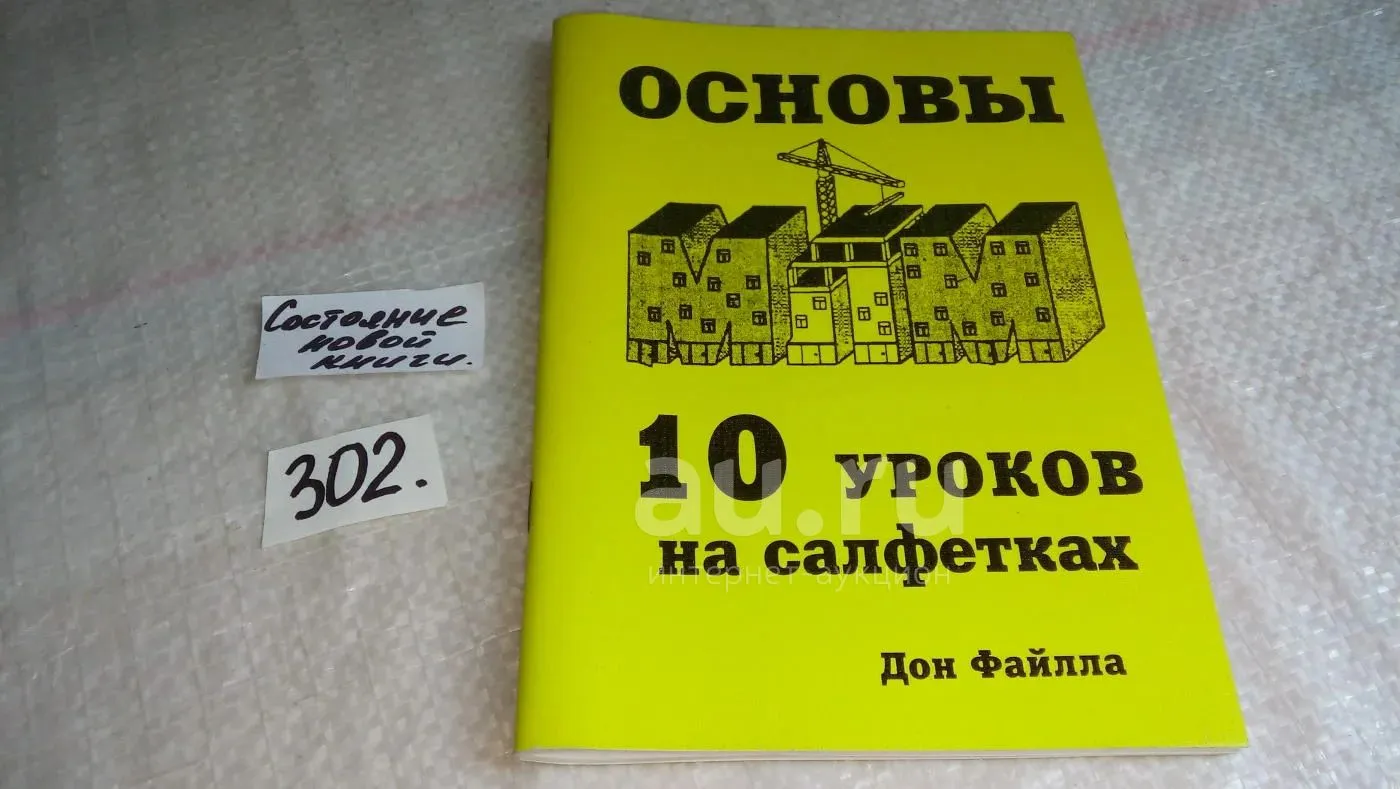 ОСНОВЫ
МЛМ
10 УРОКОВ
на салфетках
Дон Файлла
Состояние
новой
книги.
302.
au.ru
интернет-аукцион